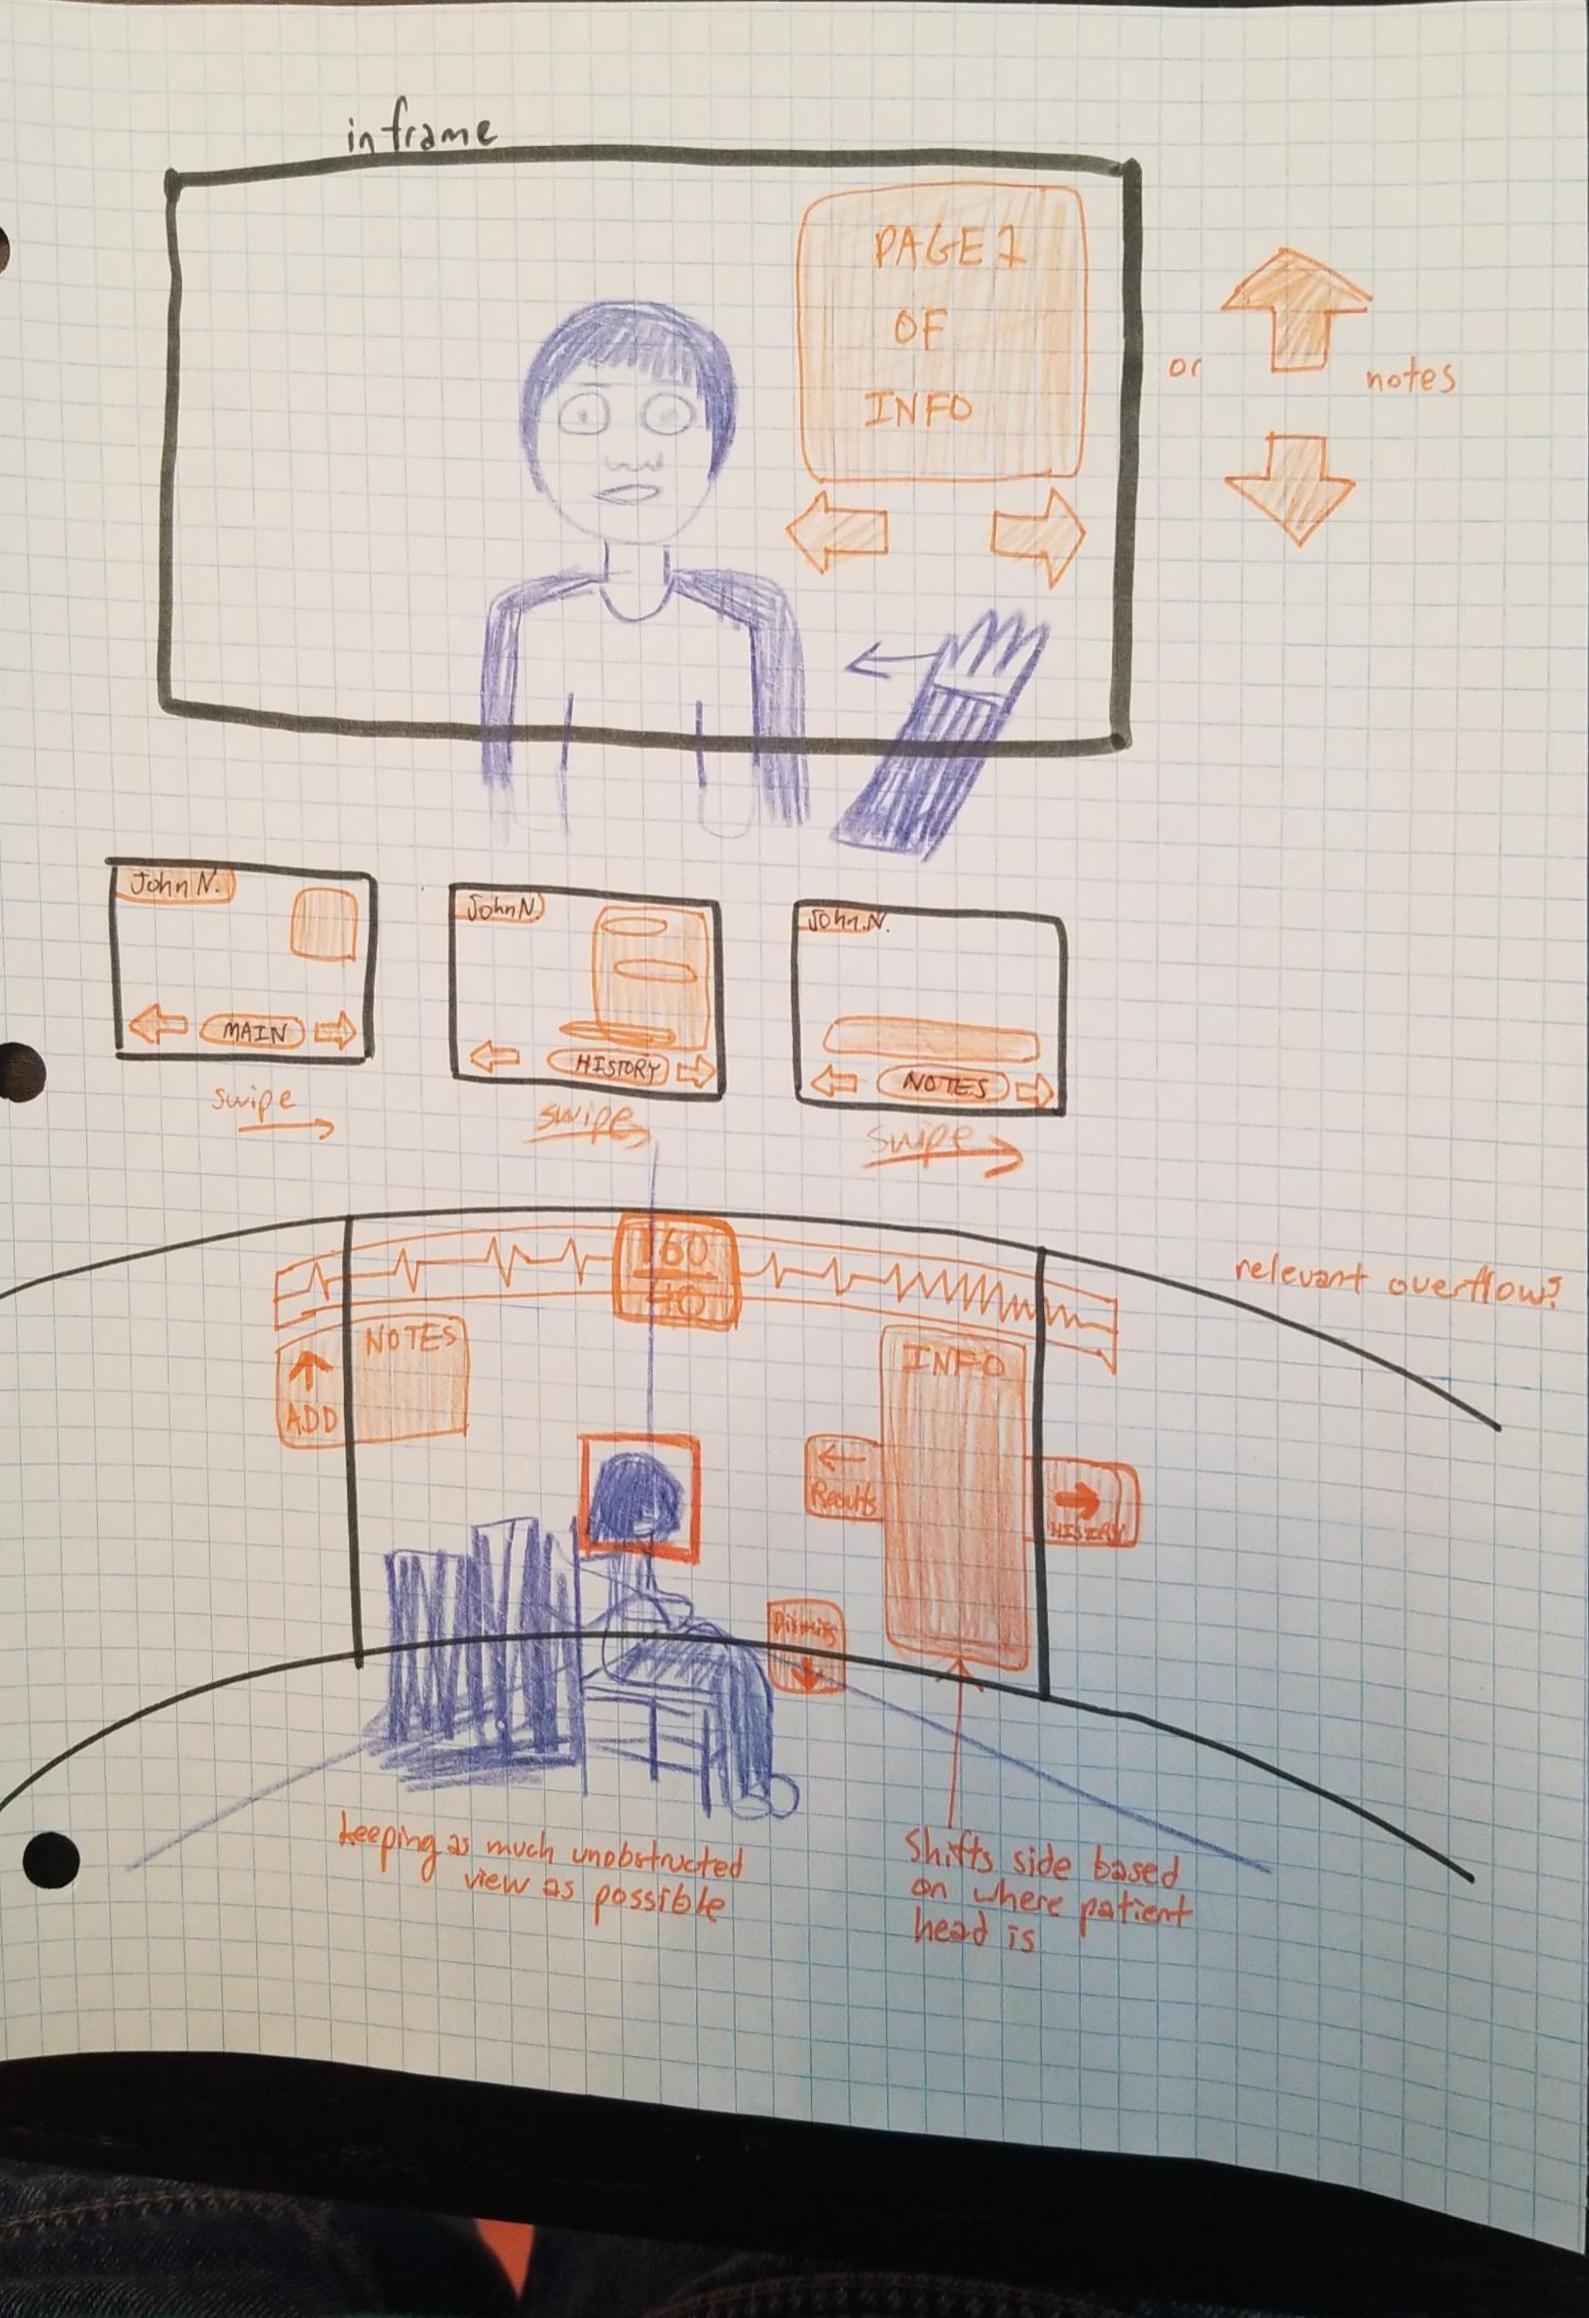 in frame
PAGE 1
OF
INFO
or
notes
John N.
MAIN
swipe
John N.
HISTORY
swipe
John.N.
NOTES
swipe
160
40
relevant overflow?
NOTES
ADD
INFO
Results
HISTORY
Dismiss
keeping as much unobstructed
view as possible
Shifts side based
on where patient
head is